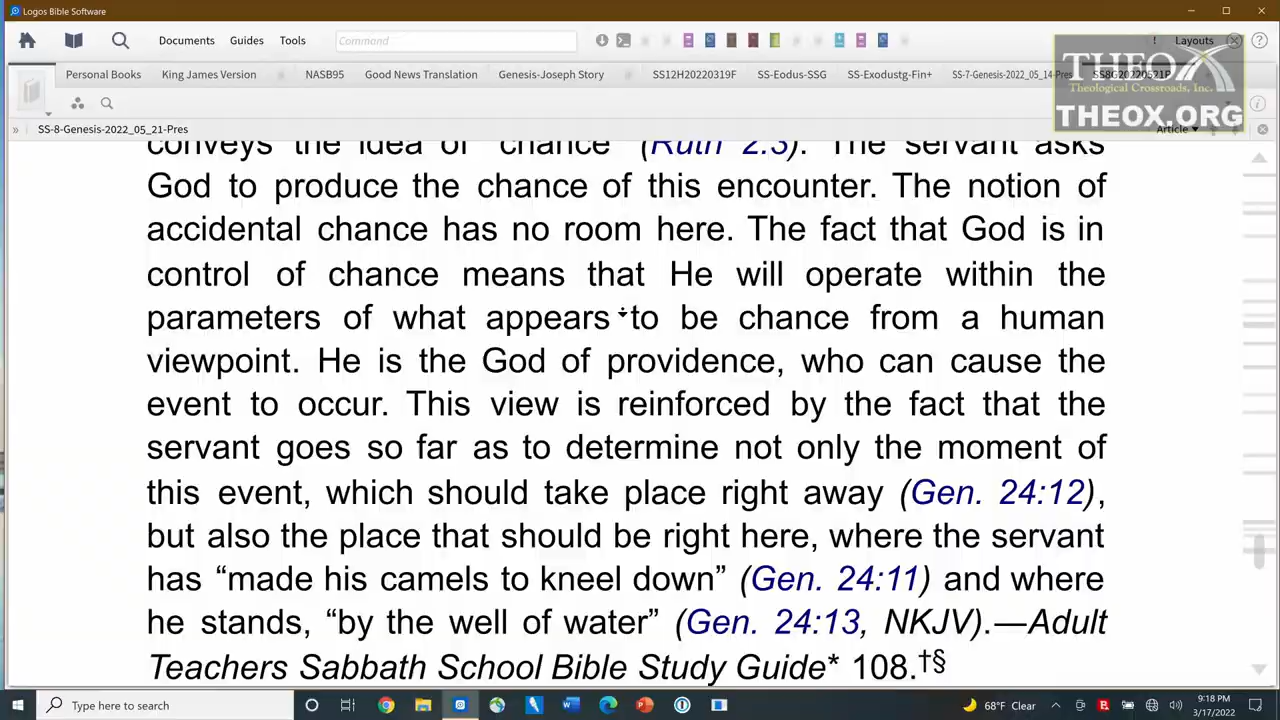 Logos Bible Software
Documents Guides Tools Command Layouts
Personal Books King James Version NASB95 Good News Translation Genesis-Joseph Story SS12H20220319F SS-Eodus-SSG SS-Exodustg-Fin+ SS-7-Genesis-2022_05_14-Pres SS8G20220521P
THEOX
Theological Crossroads, Inc.
THEOX.ORG
» SS-8-Genesis-2022_05_21-Pres Article
conveys the idea of "chance" (Ruth 2:3). The servant asks
God to produce the chance of this encounter. The notion of
accidental chance has no room here. The fact that God is in
control of chance means that He will operate within the
parameters of what appears to be chance from a human
viewpoint. He is the God of providence, who can cause the
event to occur. This view is reinforced by the fact that the
servant goes so far as to determine not only the moment of
this event, which should take place right away (Gen. 24:12),
but also the place that should be right here, where the servant
has “made his camels to kneel down” (Gen. 24:11) and where
he stands, “by the well of water” (Gen. 24:13, NKJV).—Adult
Teachers Sabbath School Bible Study Guide* 108.†§
Type here to search 68°F Clear 9:18 PM
3/17/2022